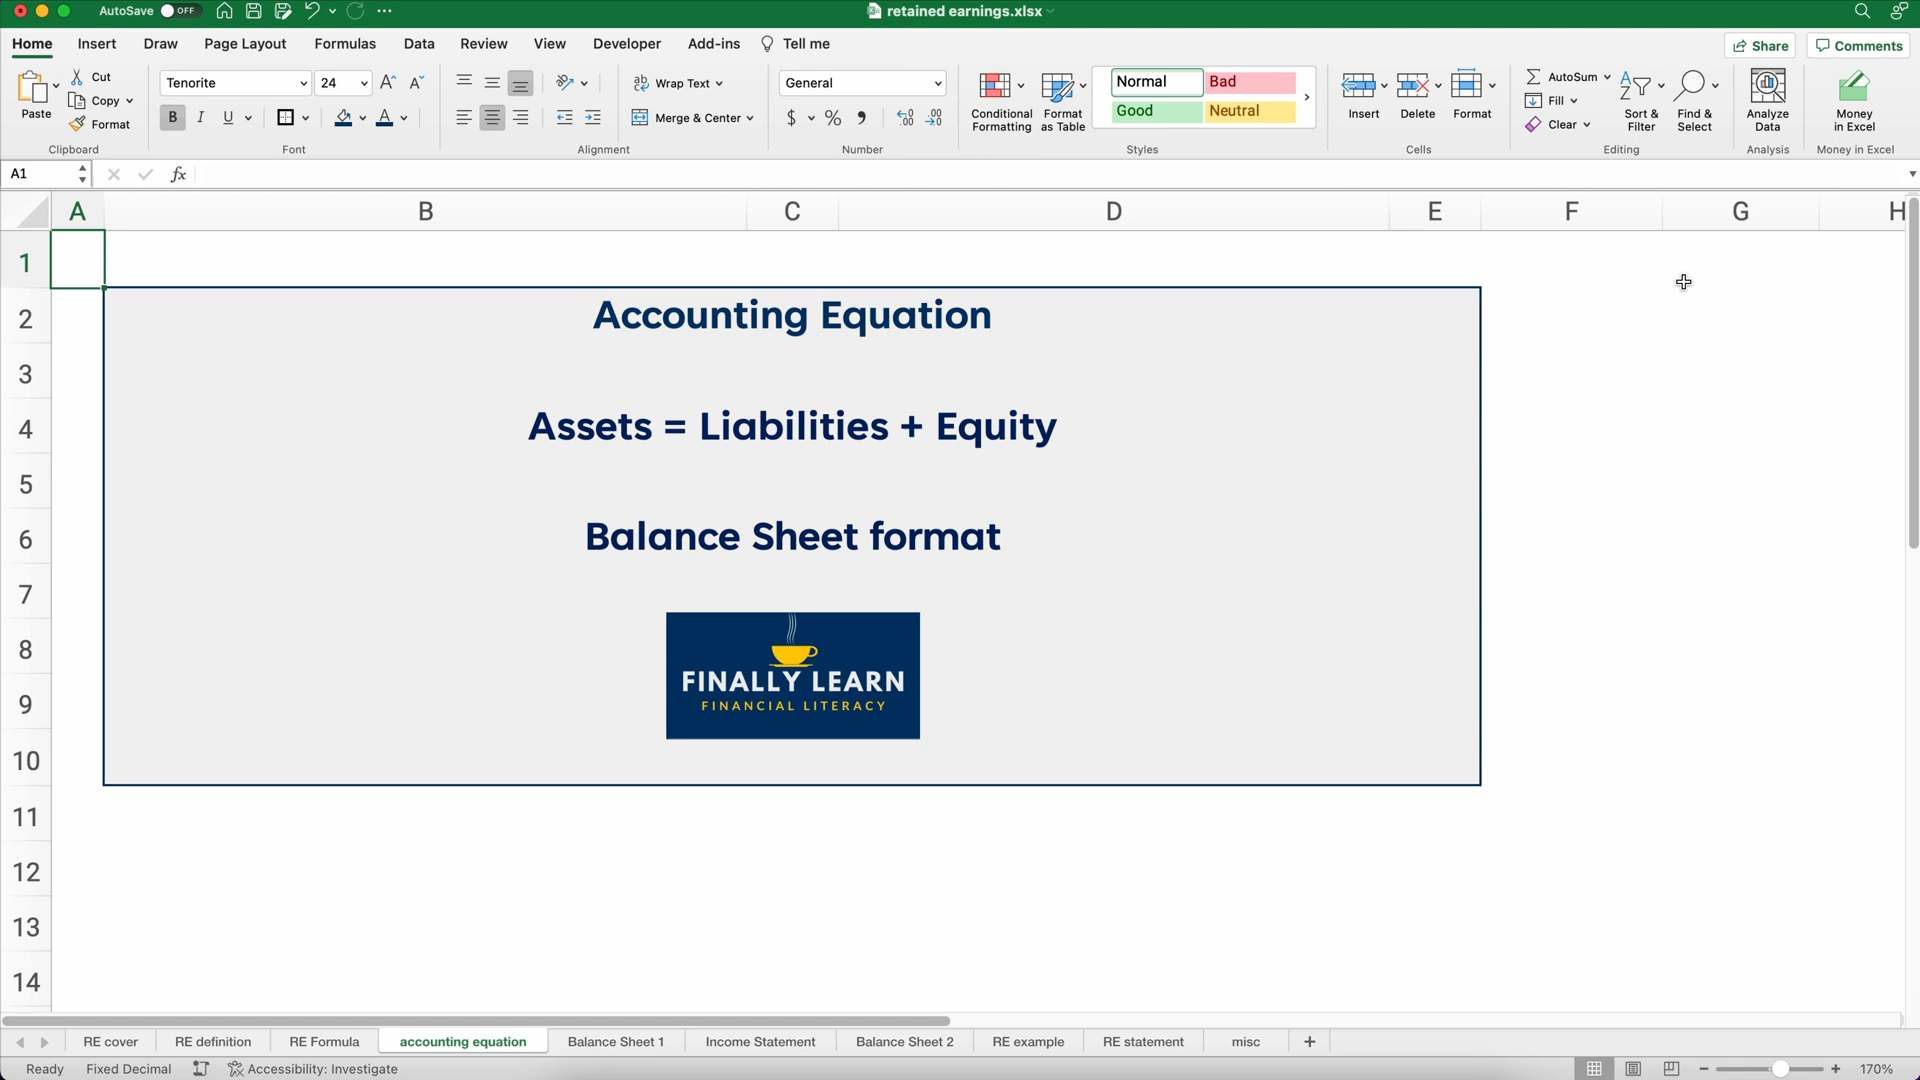 AutoSave OFF
retained earnings.xlsx
Home Insert Draw Page Layout Formulas Data Review View Developer Add-ins Tell me
Share Comments
Paste
Cut
Copy
Format
Clipboard
Tenorite 24
B I U A
Font
Wrap Text
Merge & Center
Alignment
General
$ % 9
Number
Conditional Formatting
Format as Table
Normal Bad
Good Neutral
Styles
Insert Delete Format
Cells
AutoSum
Fill
Clear
Sort & Filter
Find & Select
Editing
Analyze Data
Analysis
Money in Excel
Money in Excel
A1 fx
A B C D E F G H
1
2 Accounting Equation
3
4 Assets = Liabilities + Equity
5
6 Balance Sheet format
7
8
FINALLY LEARN
9 FINANCIAL LITERACY
10
11
12
13
14
RE cover RE definition RE Formula accounting equation Balance Sheet 1 Income Statement Balance Sheet 2 RE example RE statement misc +
Ready Fixed Decimal Accessibility: Investigate 170%